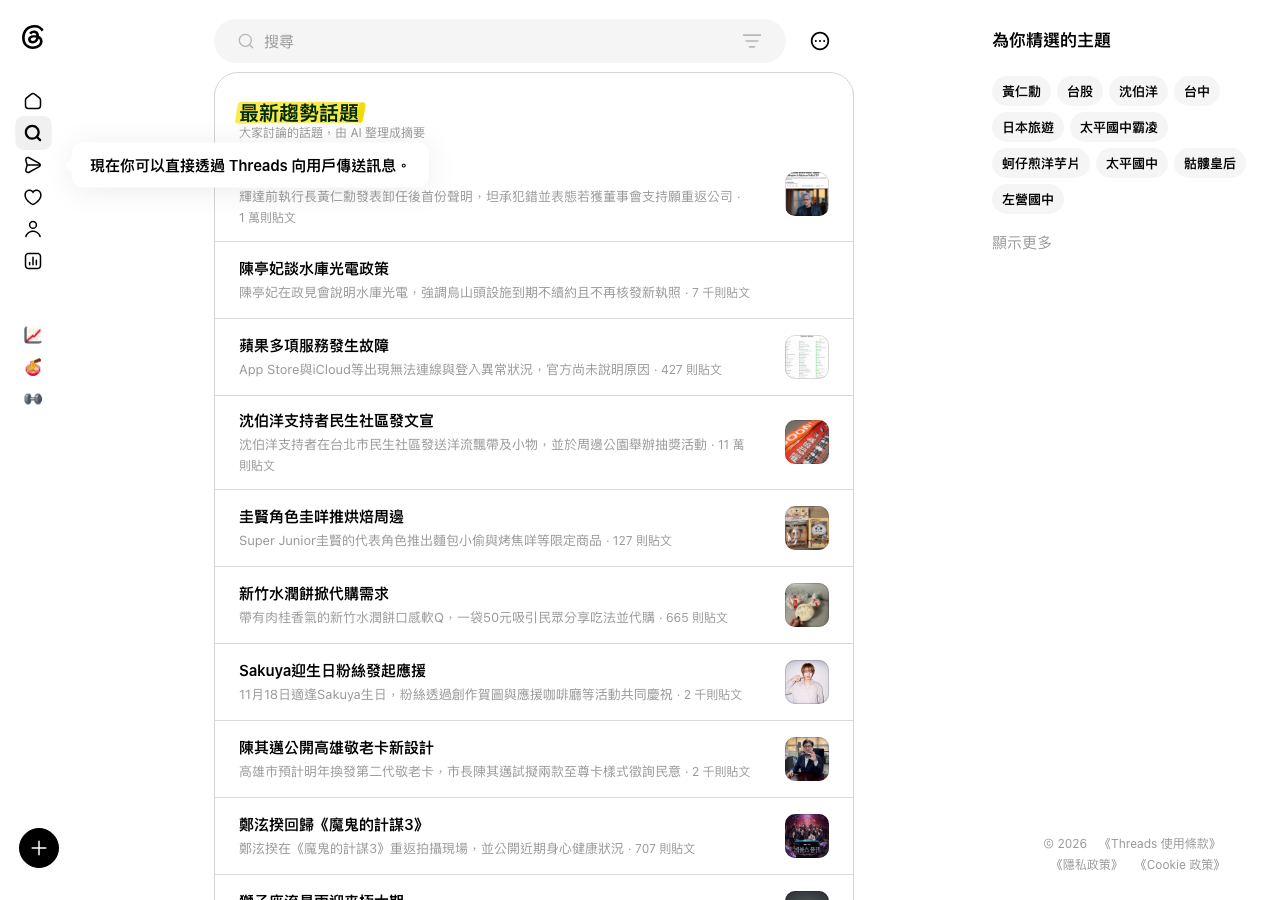 搜尋
最新趨勢話題
大家討論的話題，由 AI 整理成摘要
現在你可以直接透過 Threads 向用戶傳送訊息。
輝達前執行長黃仁勳發表卸任後首份聲明，坦承犯錯並表態若獲董事會支持願重返公司 ·
1 萬則貼文
陳亭妃談水庫光電政策
陳亭妃在政見會說明水庫光電，強調烏山頭設施到期不續約且不再核發新執照 · 7 千則貼文
蘋果多項服務發生故障
App Store與iCloud等出現無法連線與登入異常狀況，官方尚未說明原因 · 427 則貼文
沈伯洋支持者民生社區發文宣
沈伯洋支持者在台北市民生社區發送洋流飄帶及小物，並於周邊公園舉辦抽獎活動 · 11 萬
則貼文
圭賢角色圭咩推烘焙周邊
Super Junior圭賢的代表角色推出麵包小偷與烤焦咩等限定商品 · 127 則貼文
新竹水潤餅掀代購需求
帶有肉桂香氣的新竹水潤餅口感軟Q，一袋50元吸引民眾分享吃法並代購 · 665 則貼文
Sakuya迎生日粉絲發起應援
11月18日適逢Sakuya生日，粉絲透過創作賀圖與應援咖啡廳等活動共同慶祝 · 2 千則貼文
陳其邁公開高雄敬老卡新設計
高雄市預計明年換發第二代敬老卡，市長陳其邁試擬兩款至尊卡樣式徵詢民意 · 2 千則貼文
鄭泫揆回歸《魔鬼的計謀3》
鄭泫揆在《魔鬼的計謀3》重返拍攝現場，並公開近期身心健康狀況 · 707 則貼文
為你精選的主題
黃仁勳
台股
沈伯洋
台中
日本旅遊
太平國中霸凌
蚵仔煎洋芋片
太平國中
骷髏皇后
左營國中
顯示更多
© 2026 《Threads 使用條款》
《隱私政策》 《Cookie 政策》